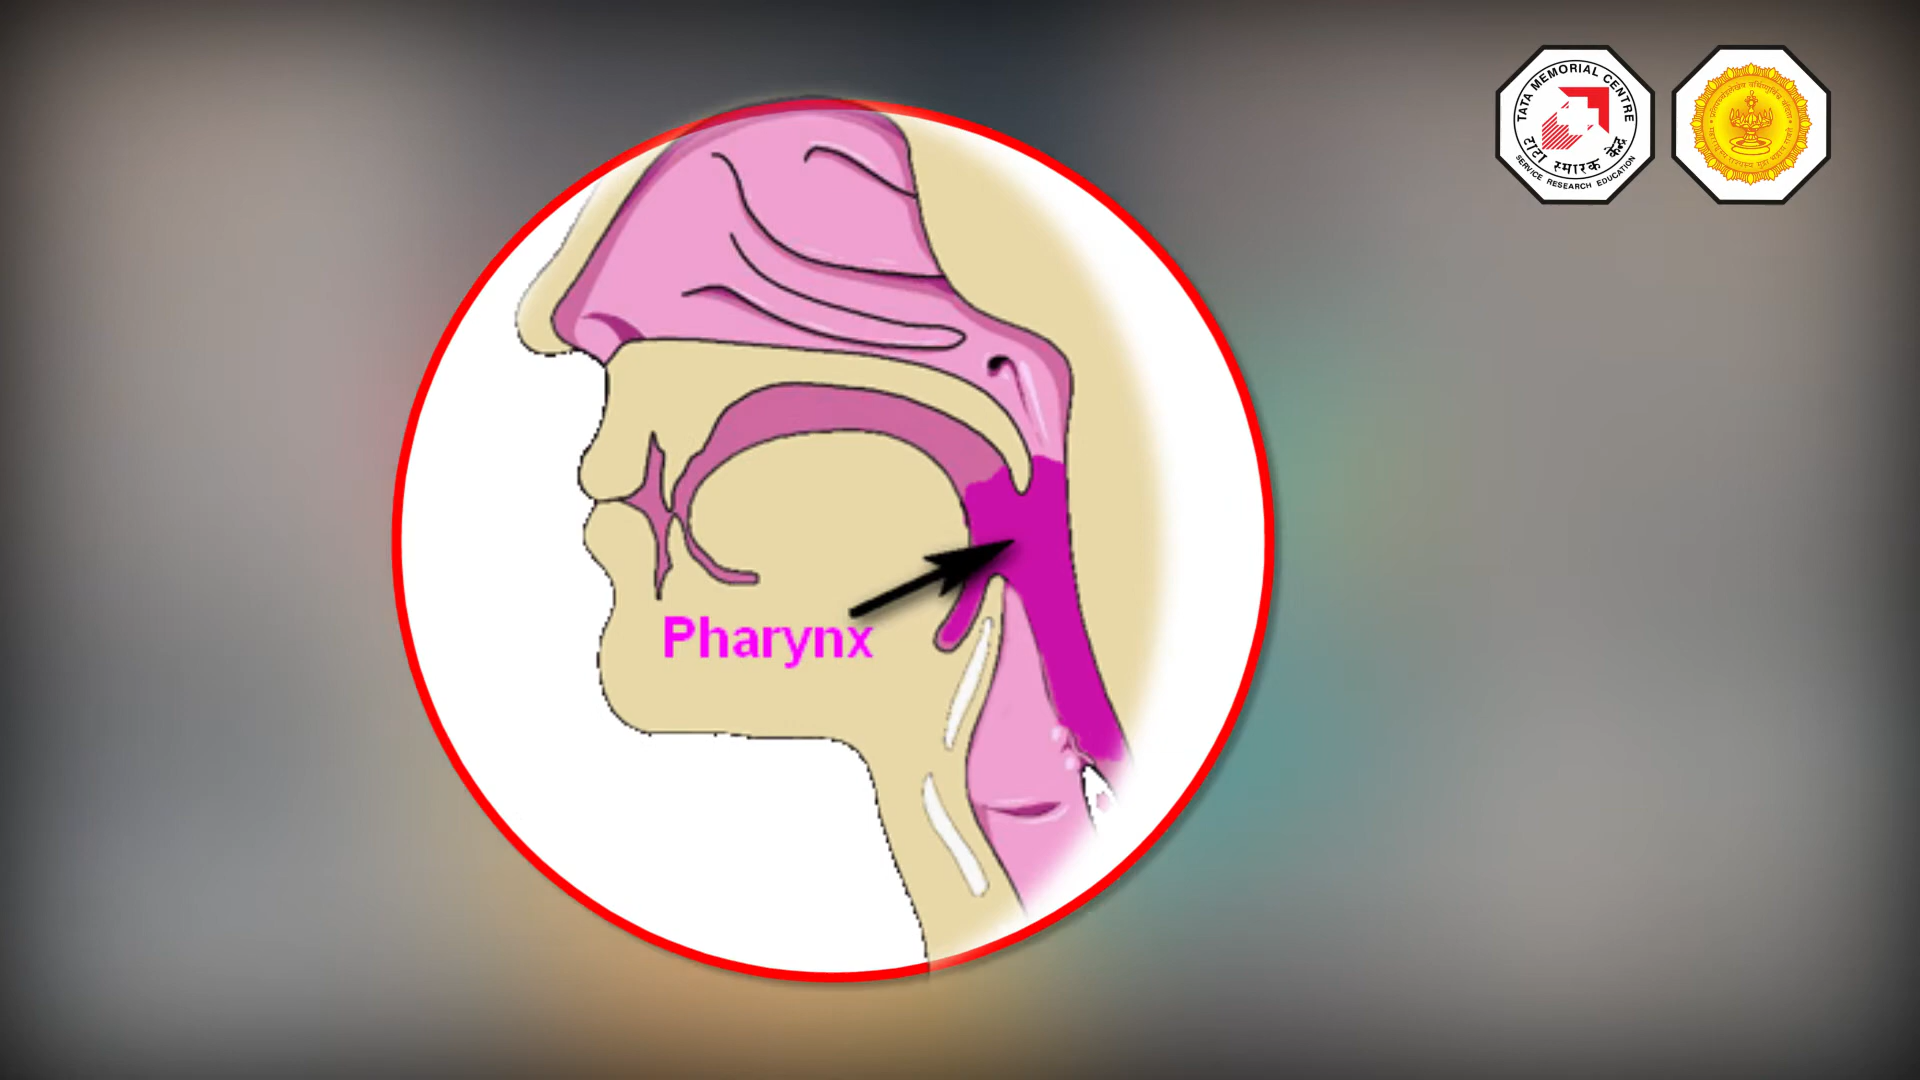 TATA MEMORIAL CENTRE
टाटा स्मारक केंद्र
SERVICE RESEARCH EDUCATION
Pharynx